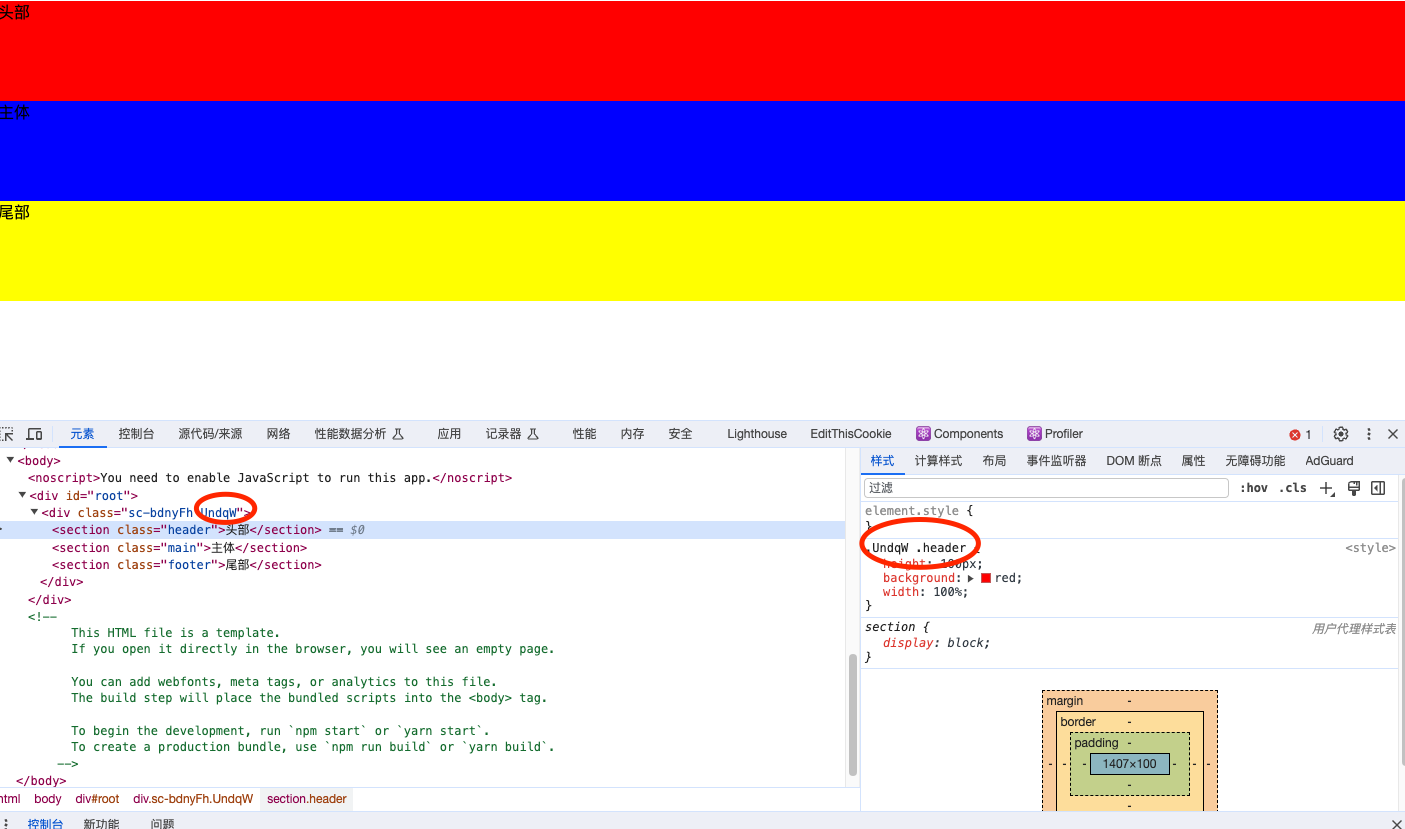 头部
主体
尾部
元素 控制台 源代码/来源 网络 性能数据分析 应用 记录器 性能 内存 安全 Lighthouse EditThisCookie Components Profiler 1
<body>
<noscript>You need to enable JavaScript to run this app.</noscript>
<div id="root">
<div class="sc-bdnyFh UndqW">
<section class="header">头部</section> == $0
<section class="main">主体</section>
<section class="footer">尾部</section>
</div>
</div>
<!--
This HTML file is a template.
If you open it directly in the browser, you will see an empty page.
You can add webfonts, meta tags, or analytics to this file.
The build step will place the bundled scripts into the <body> tag.
To begin the development, run `npm start` or `yarn start`.
To create a production bundle, use `npm run build` or `yarn build`.
-->
</body>
html body div#root div.sc-bdnyFh.UndqW section.header
样式 计算样式 布局 事件监听器 DOM 断点 属性 无障碍功能 AdGuard
过滤 :hov .cls
element.style {
}
.UndqW .header { <style>
height: 100px;
background: red;
width: 100%;
}
section { 用户代理样式表
display: block;
}
margin -
border -
padding -
- - - 1407×100 - - -
-
-
控制台 新功能 问题